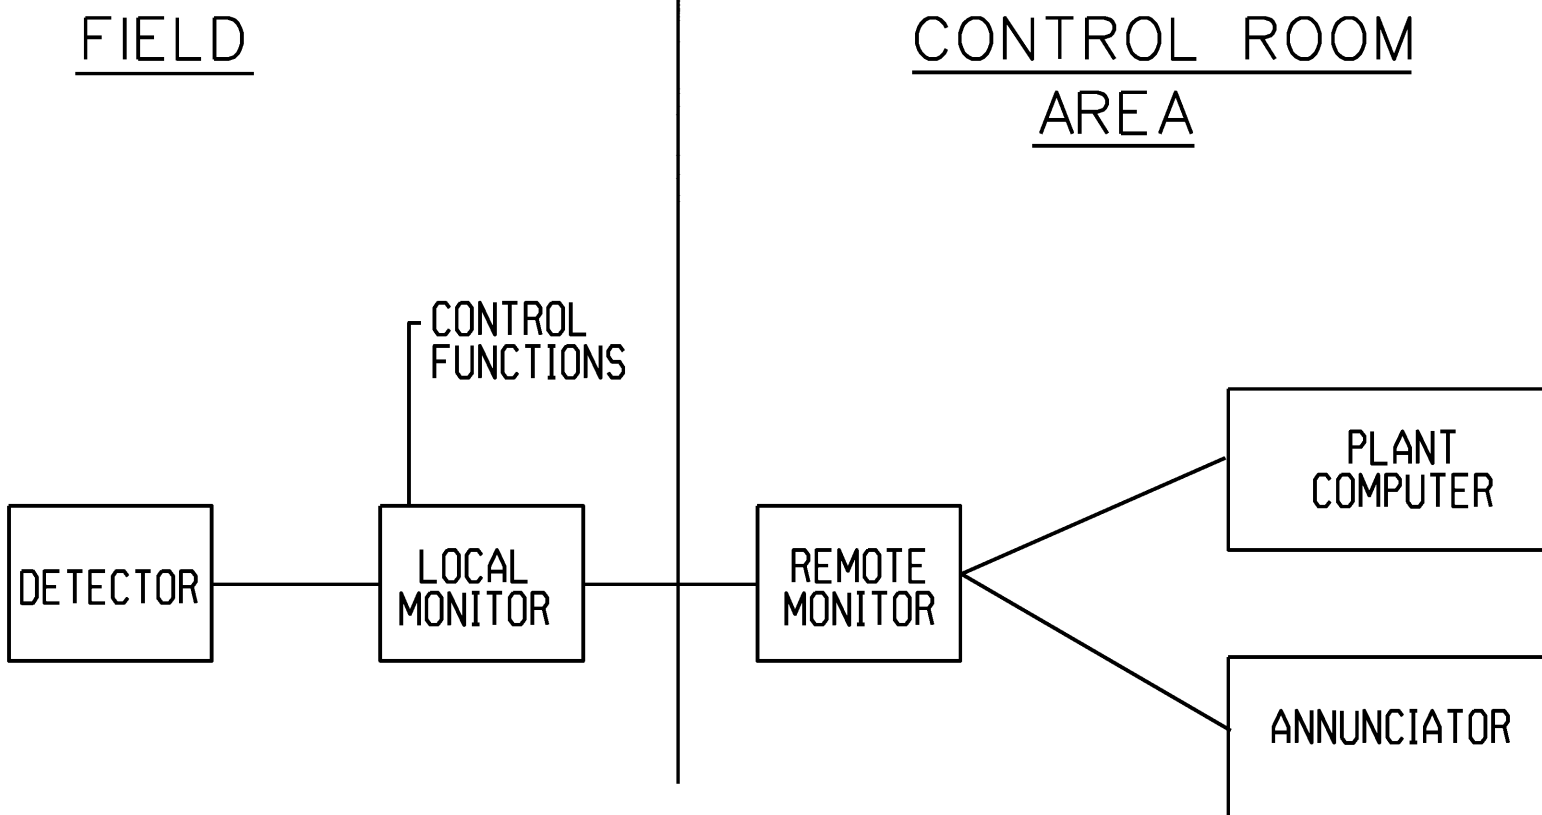 FIELD
CONTROL ROOM
AREA
CONTROL
FUNCTIONS
DETECTOR
LOCAL
MONITOR
REMOTE
MONITOR
PLANT
COMPUTER
ANNUNCIATOR